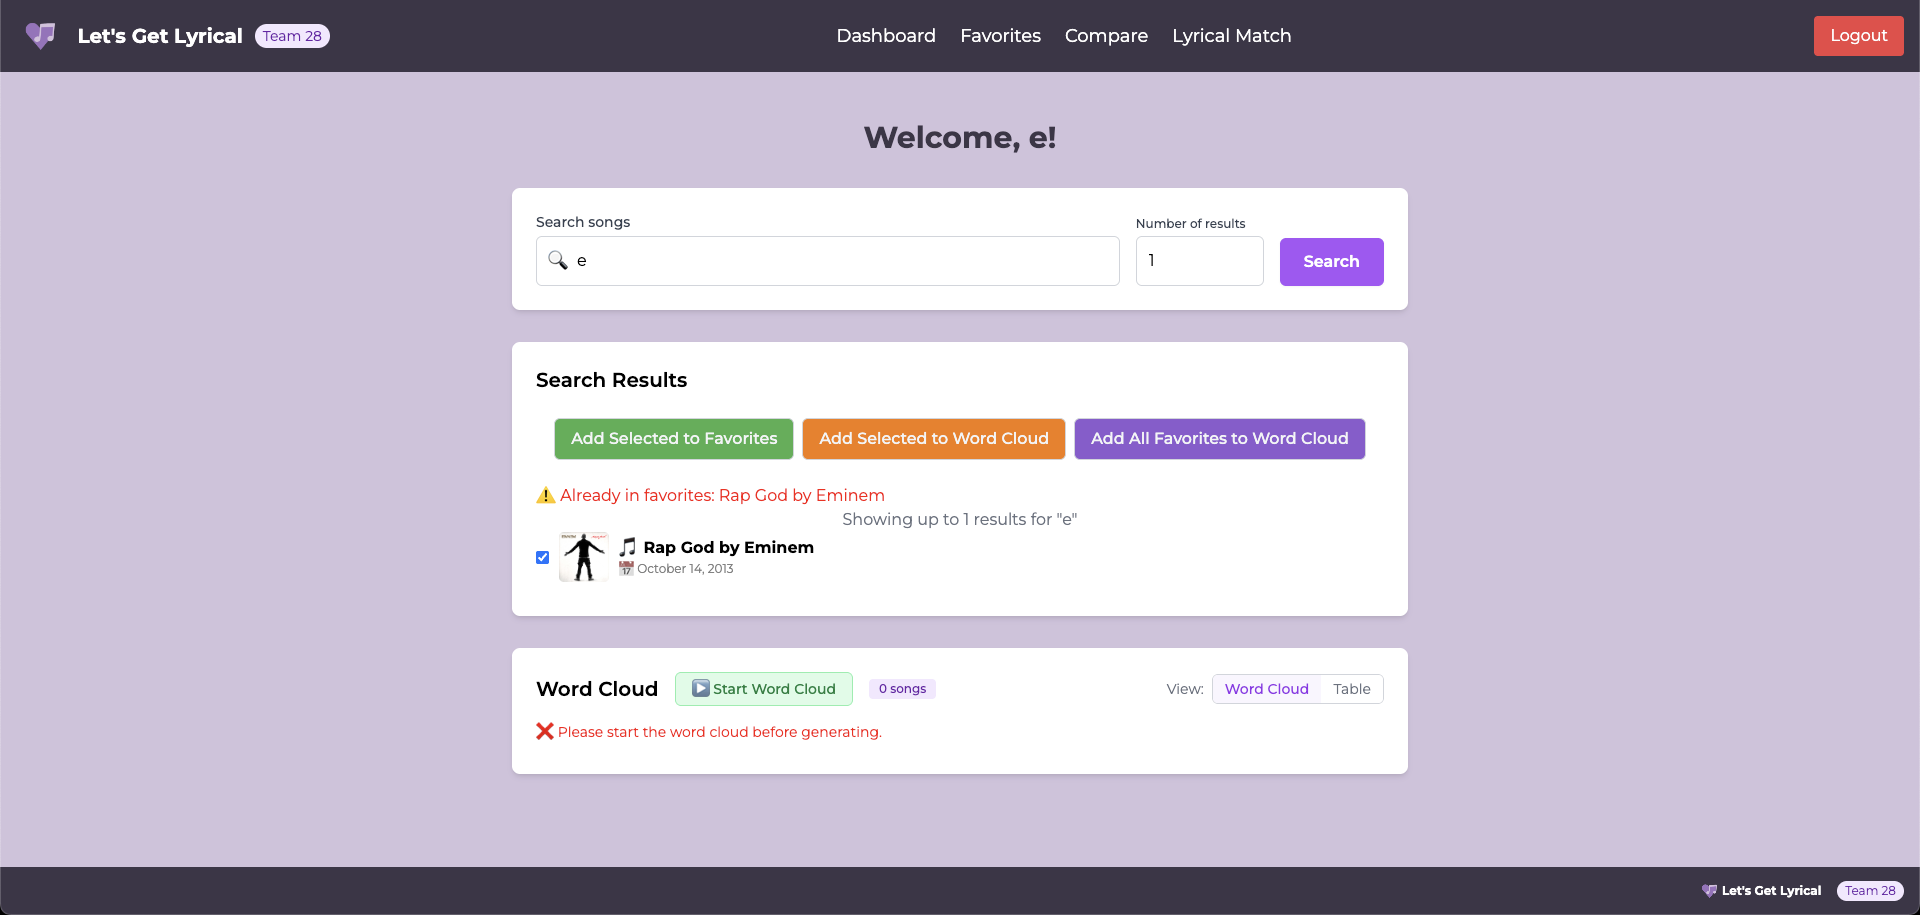 Let's Get Lyrical Team 28 Dashboard Favorites Compare Lyrical Match Logout
Welcome, e!
Search songs Number of results
🔍 e 1 Search
Search Results
Add Selected to Favorites Add Selected to Word Cloud Add All Favorites to Word Cloud
⚠️ Already in favorites: Rap God by Eminem
Showing up to 1 results for "e"
🎵 Rap God by Eminem
📅 October 14, 2013
Word Cloud ▶️ Start Word Cloud 0 songs View: Word Cloud Table
❌ Please start the word cloud before generating.
Let's Get Lyrical Team 28